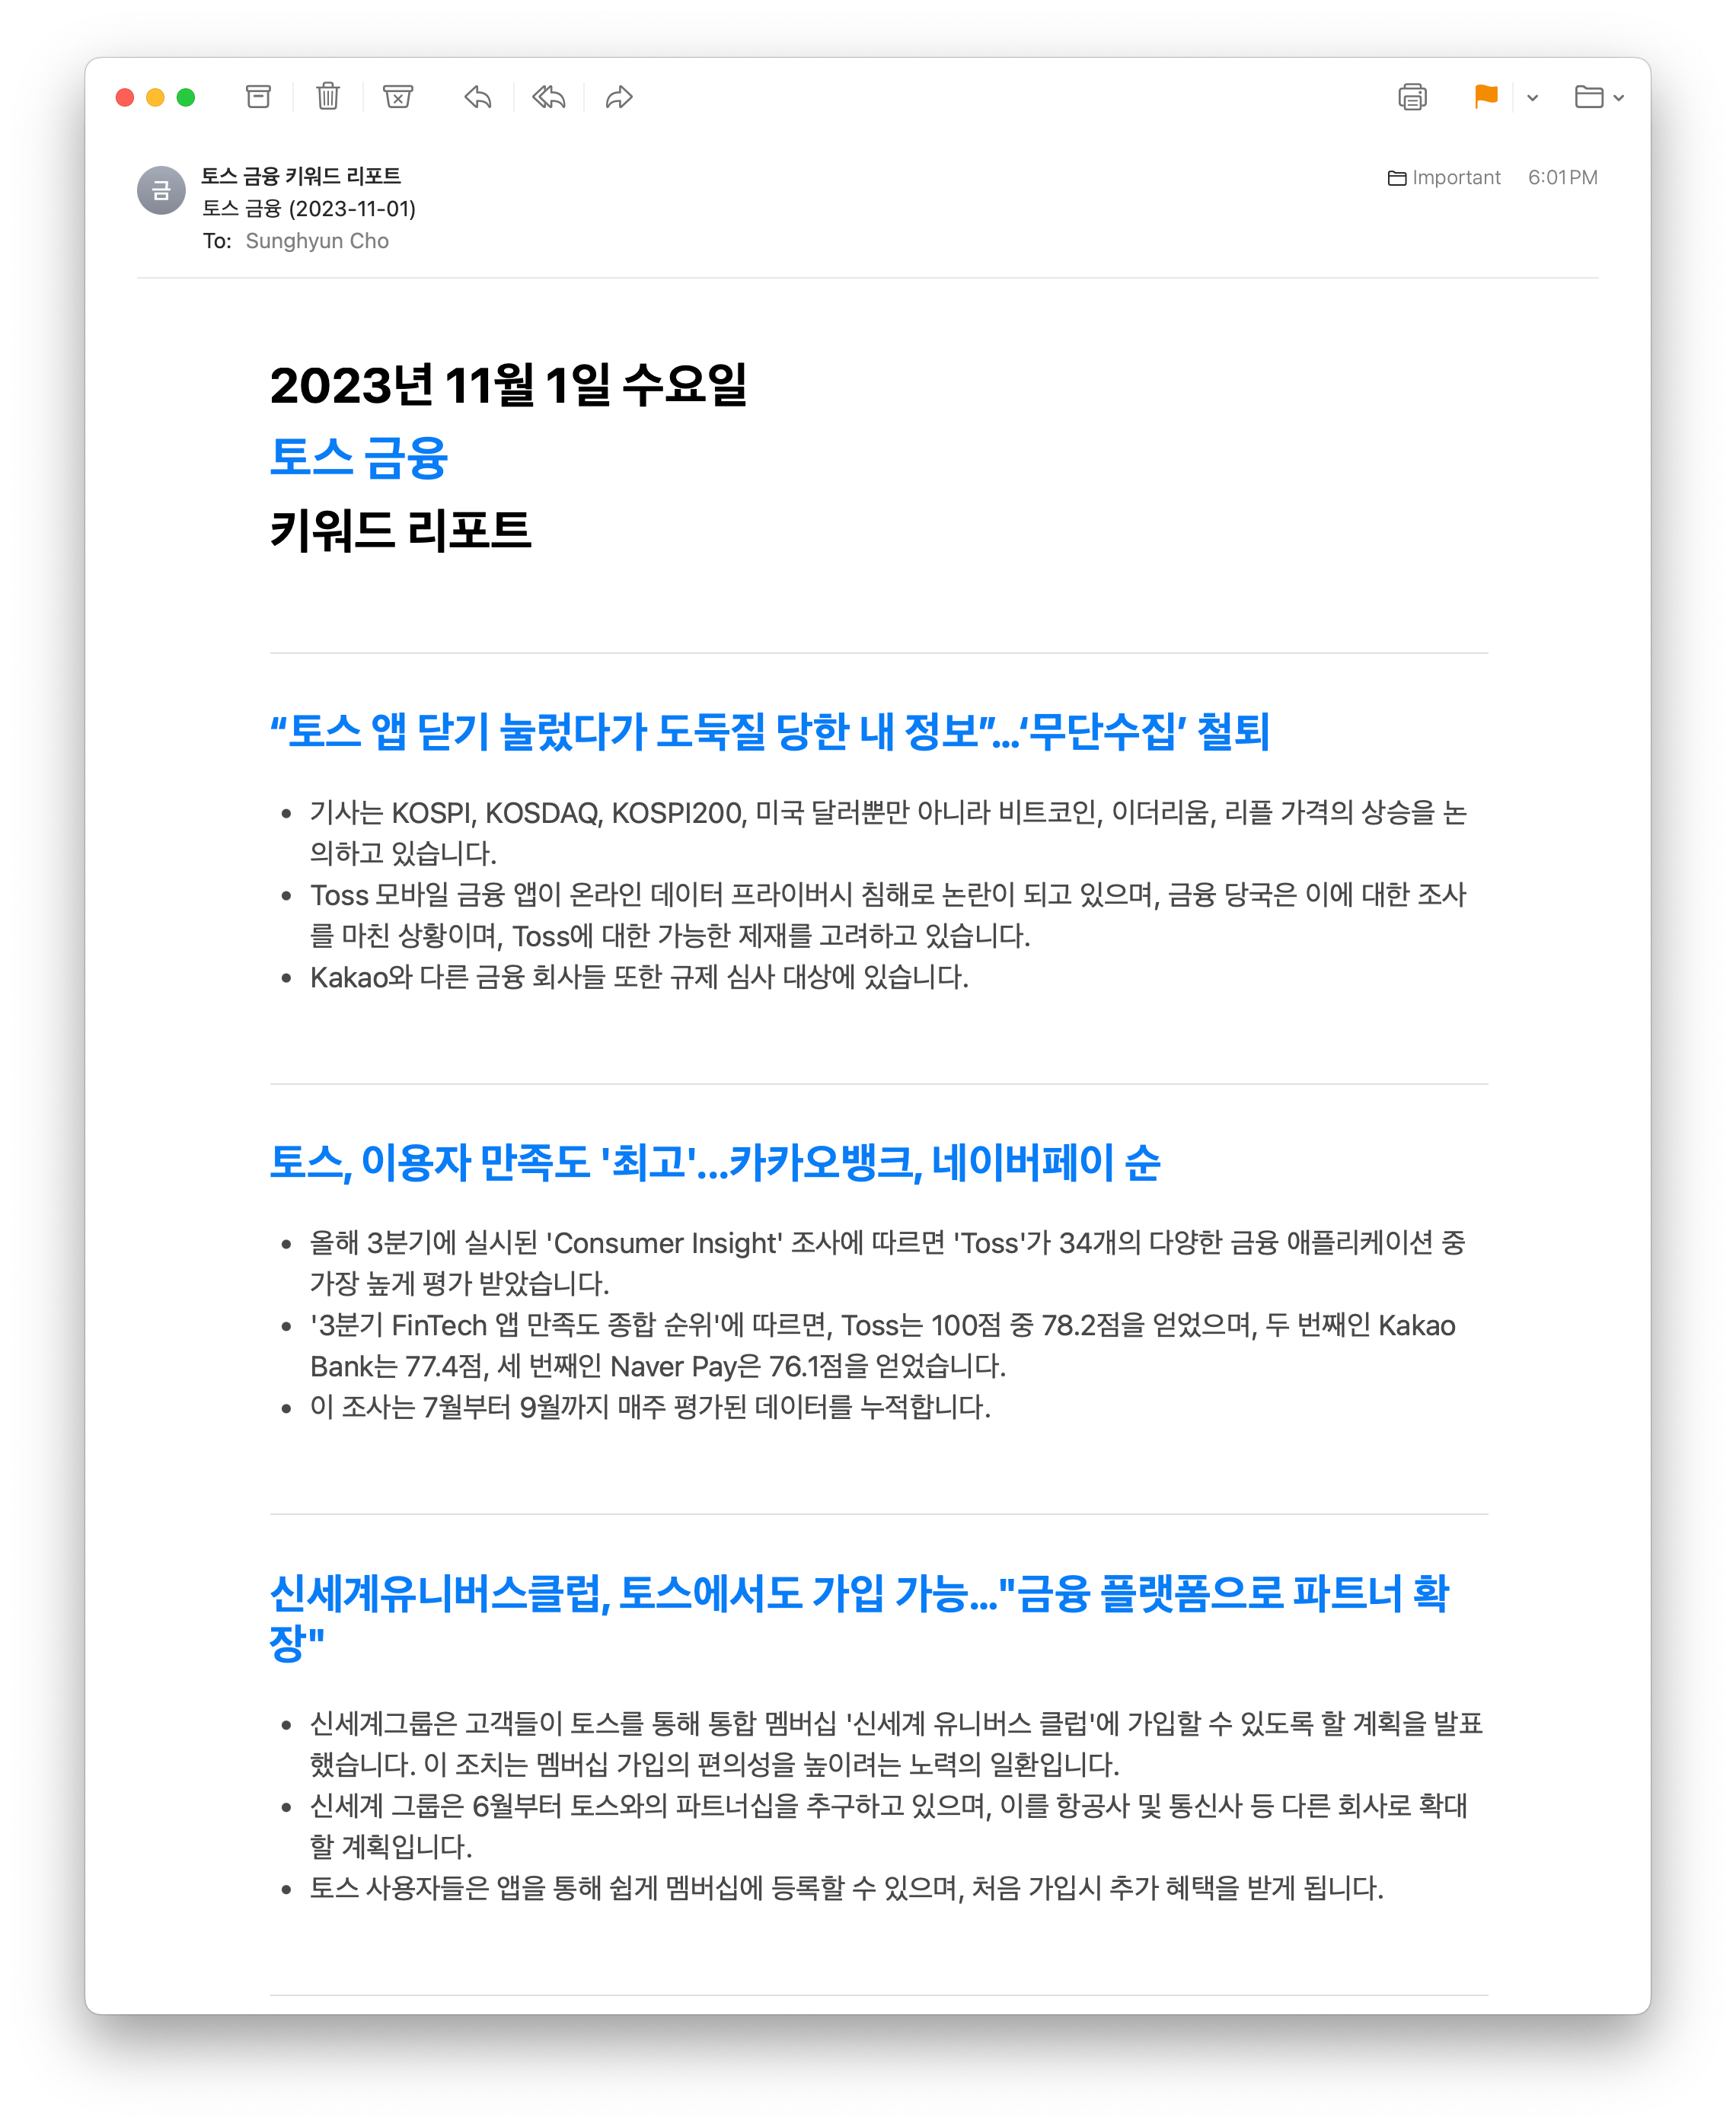 금
토스 금융 키워드 리포트
Important 6:01 PM
토스 금융 (2023-11-01)
To: Sunghyun Cho
2023년 11월 1일 수요일
토스 금융
키워드 리포트
“토스 앱 닫기 눌렀다가 도둑질 당한 내 정보”...‘무단수집’ 철퇴
• 기사는 KOSPI, KOSDAQ, KOSPI200, 미국 달러뿐만 아니라 비트코인, 이더리움, 리플 가격의 상승을 논
의하고 있습니다.
• Toss 모바일 금융 앱이 온라인 데이터 프라이버시 침해로 논란이 되고 있으며, 금융 당국은 이에 대한 조사
를 마친 상황이며, Toss에 대한 가능한 제재를 고려하고 있습니다.
• Kakao와 다른 금융 회사들 또한 규제 심사 대상에 있습니다.
토스, 이용자 만족도 '최고'...카카오뱅크, 네이버페이 순
• 올해 3분기에 실시된 'Consumer Insight' 조사에 따르면 'Toss'가 34개의 다양한 금융 애플리케이션 중
가장 높게 평가 받았습니다.
• '3분기 FinTech 앱 만족도 종합 순위'에 따르면, Toss는 100점 중 78.2점을 얻었으며, 두 번째인 Kakao
Bank는 77.4점, 세 번째인 Naver Pay은 76.1점을 얻었습니다.
• 이 조사는 7월부터 9월까지 매주 평가된 데이터를 누적합니다.
신세계유니버스클럽, 토스에서도 가입 가능..."금융 플랫폼으로 파트너 확
장"
• 신세계그룹은 고객들이 토스를 통해 통합 멤버십 '신세계 유니버스 클럽'에 가입할 수 있도록 할 계획을 발표
했습니다. 이 조치는 멤버십 가입의 편의성을 높이려는 노력의 일환입니다.
• 신세계 그룹은 6월부터 토스와의 파트너십을 추구하고 있으며, 이를 항공사 및 통신사 등 다른 회사로 확대
할 계획입니다.
• 토스 사용자들은 앱을 통해 쉽게 멤버십에 등록할 수 있으며, 처음 가입시 추가 혜택을 받게 됩니다.